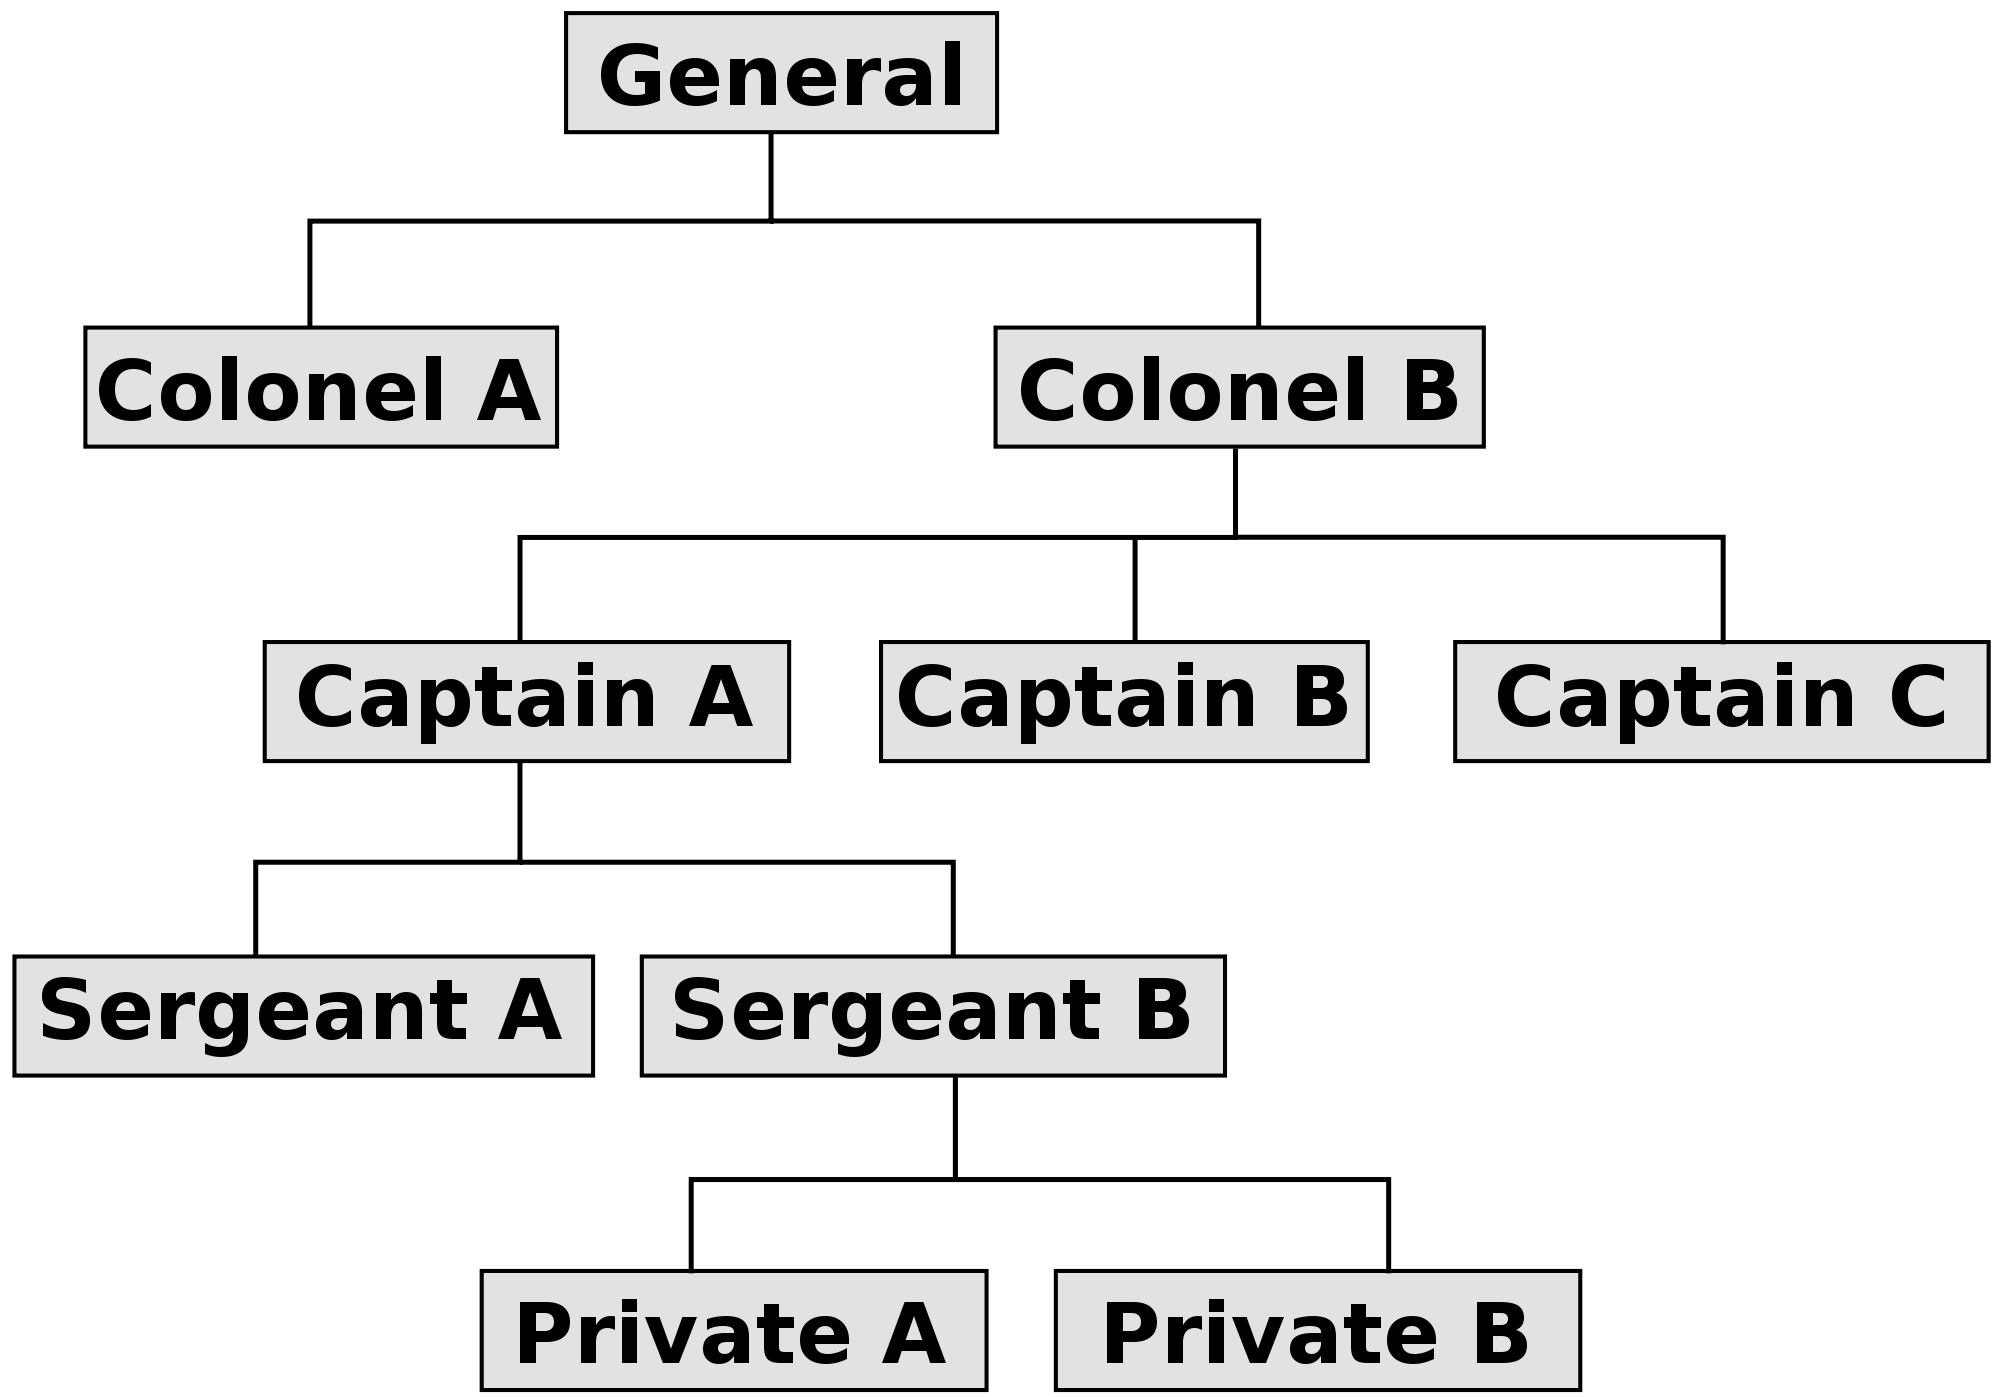 General
Colonel A
Colonel B
Captain A
Captain B
Captain C
Sergeant A
Sergeant B
Private A
Private B